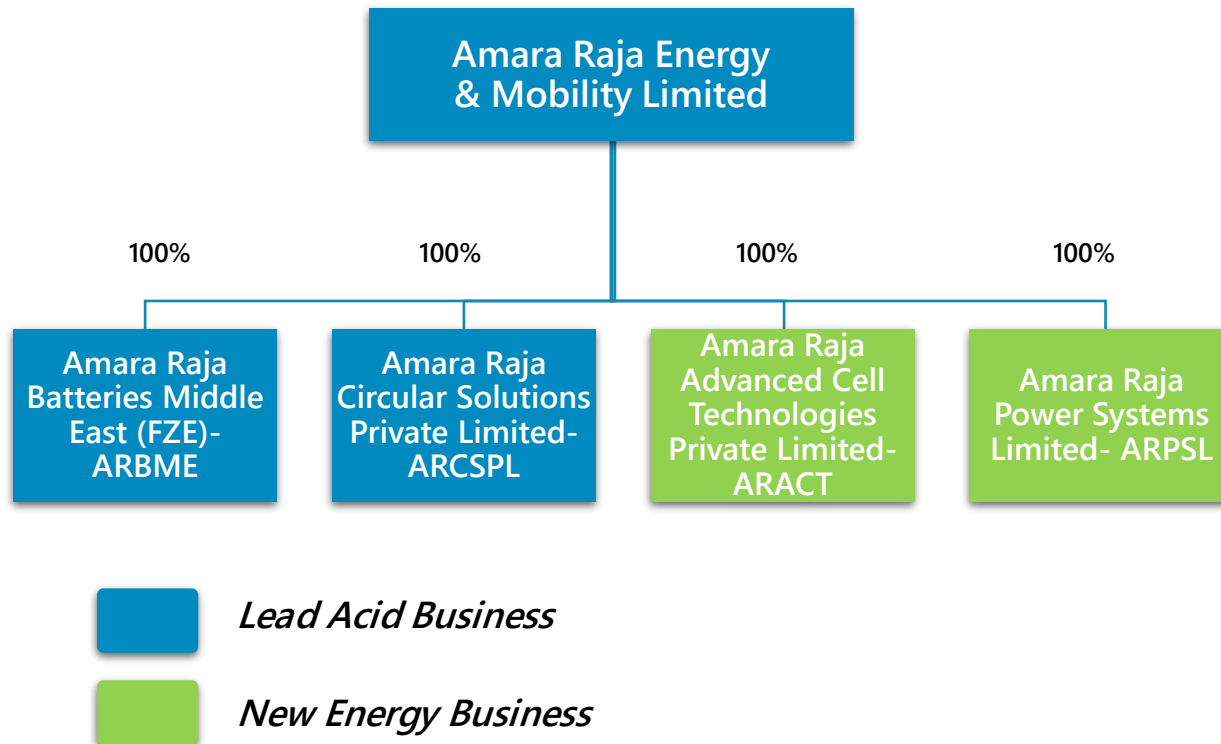 Amara Raja Energy
& Mobility Limited
100%
100%
100%
100%
Amara Raja
Batteries Middle
East (FZE)-
ARBME
Amara Raja
Circular Solutions
Private Limited-
ARCSPL
Amara Raja
Advanced Cell
Technologies
Private Limited-
ARACT
Amara Raja
Power Systems
Limited- ARPSL
Lead Acid Business
New Energy Business